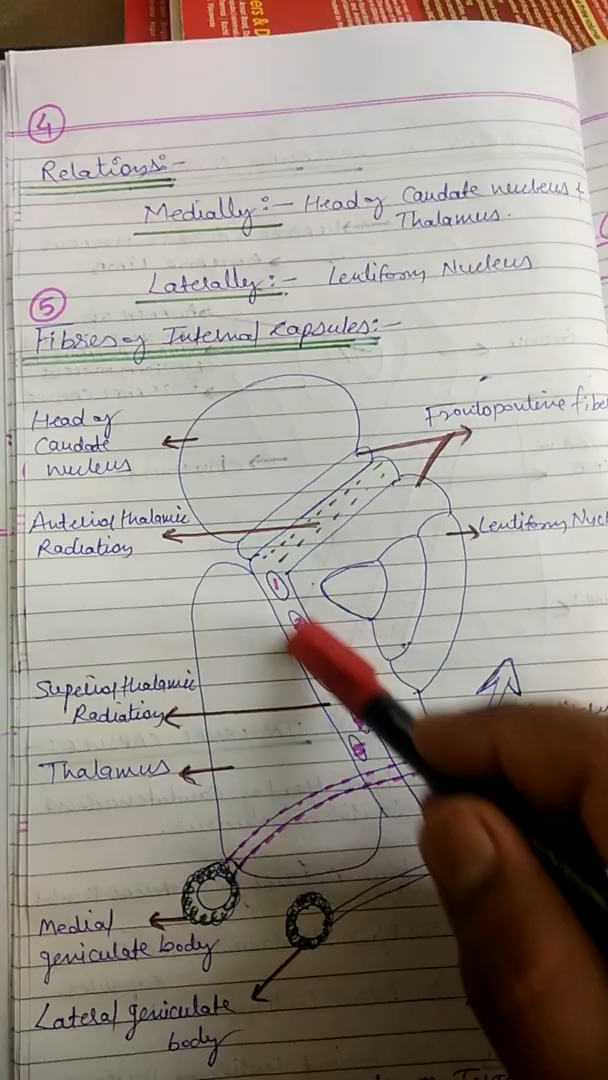 4
Relations:-
Medially:- Head of Caudate nucleus +
Thalamus.
Laterally:- Lentiform Nucleus
5
Fibres of Internal Capsules:-
Head of
Caudate
nucleus
Frontopontine fibe
Anterior thalamic
Radiation
Lentiform Nucl
1
Superior thalamic
Radiation
Thalamus
Medial
geniculate body
Lateral geniculate
body